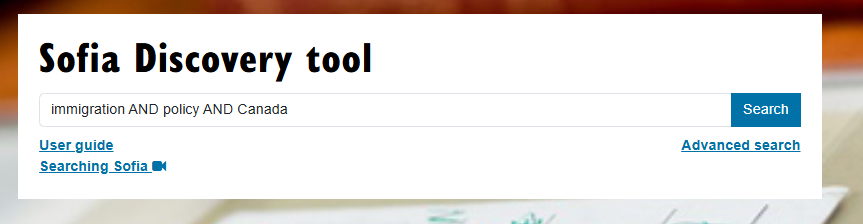 Sofia Discovery tool
immigration AND policy AND Canada
Search
User guide
Advanced search
Searching Sofia